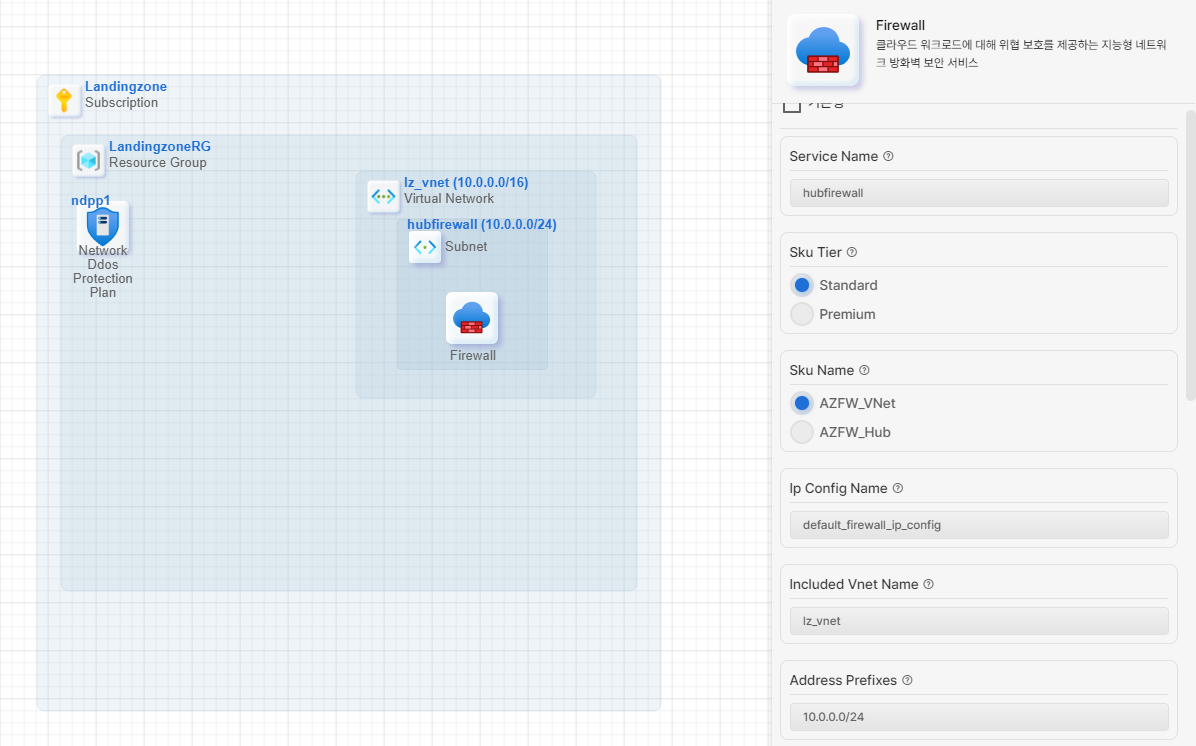 Landingzone
Subscription
LandingzoneRG
Resource Group
ndpp1
Network
Ddos
Protection
Plan
lz_vnet (10.0.0.0/16)
Virtual Network
hubfirewall (10.0.0.0/24)
Subnet
Firewall
Firewall
클라우드 워크로드에 대해 위협 보호를 제공하는 지능형 네트워
크 방화벽 보안 서비스
Service Name
hubfirewall
Sku Tier
Standard
Premium
Sku Name
AZFW_VNet
AZFW_Hub
Ip Config Name
default_firewall_ip_config
Included Vnet Name
lz_vnet
Address Prefixes
10.0.0.0/24